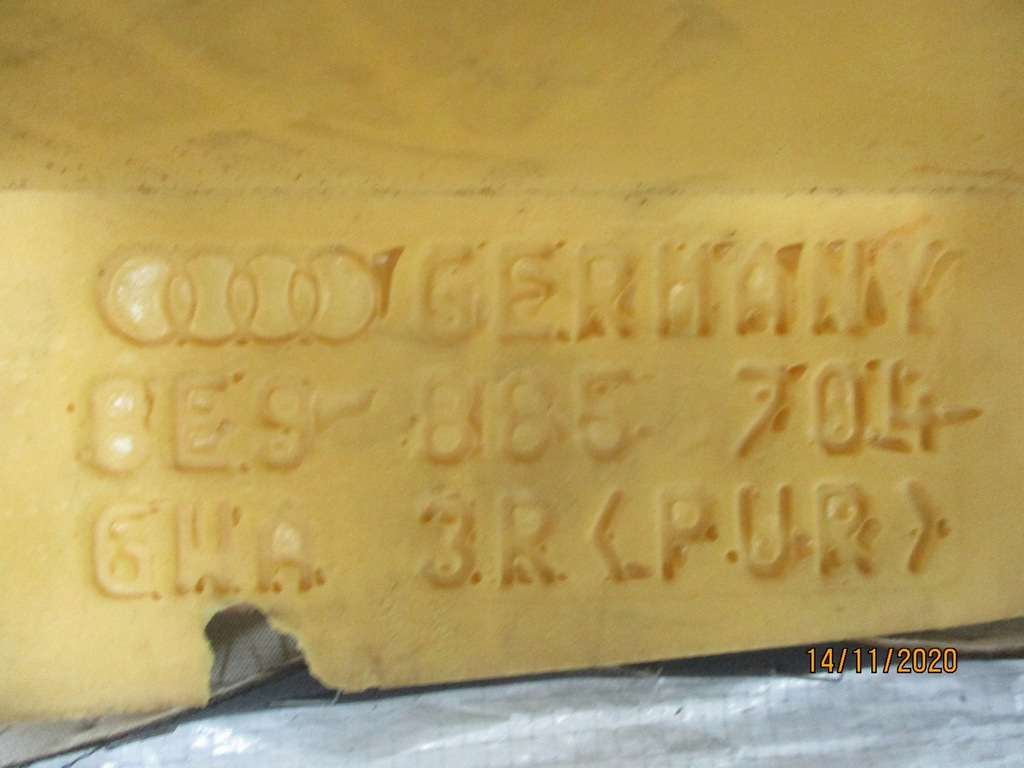 GERMANY
8E9-885 704
GWA 3R <PUR>
14/11/2020